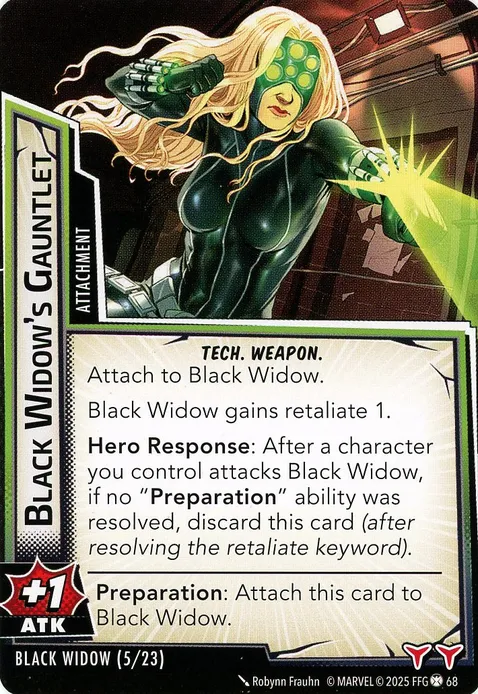 BLACK WIDOW'S GAUNTLET
ATTACHMENT
TECH. WEAPON.
Attach to Black Widow.
Black Widow gains retaliate 1.
Hero Response: After a character
you control attacks Black Widow,
if no “Preparation” ability was
resolved, discard this card (after
resolving the retaliate keyword).
Preparation: Attach this card to
Black Widow.
+1
ATK
BLACK WIDOW (5/23)
Robynn Frauhn © MARVEL © 2025 FFG 68